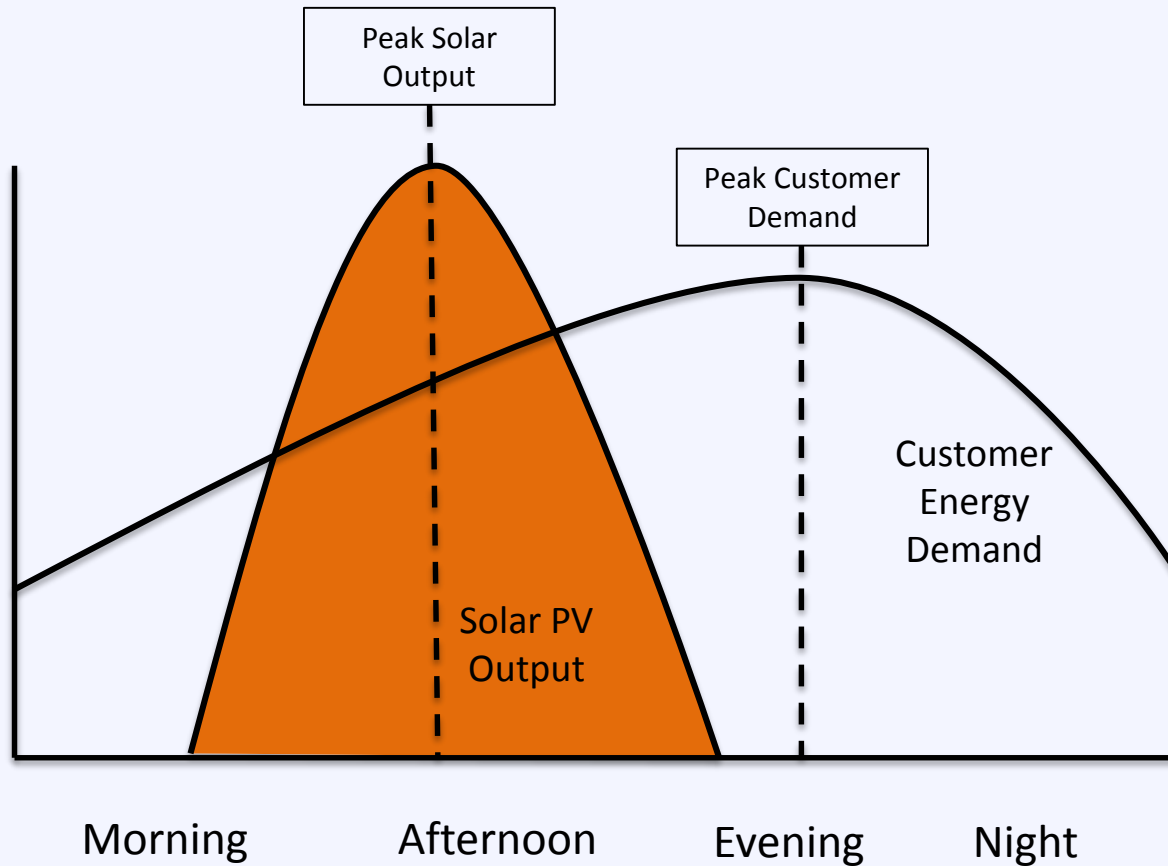 Peak Solar
Output
Peak Customer
Demand
Customer
Energy
Demand
Solar PV
Output
Morning
Afternoon
Evening
Night